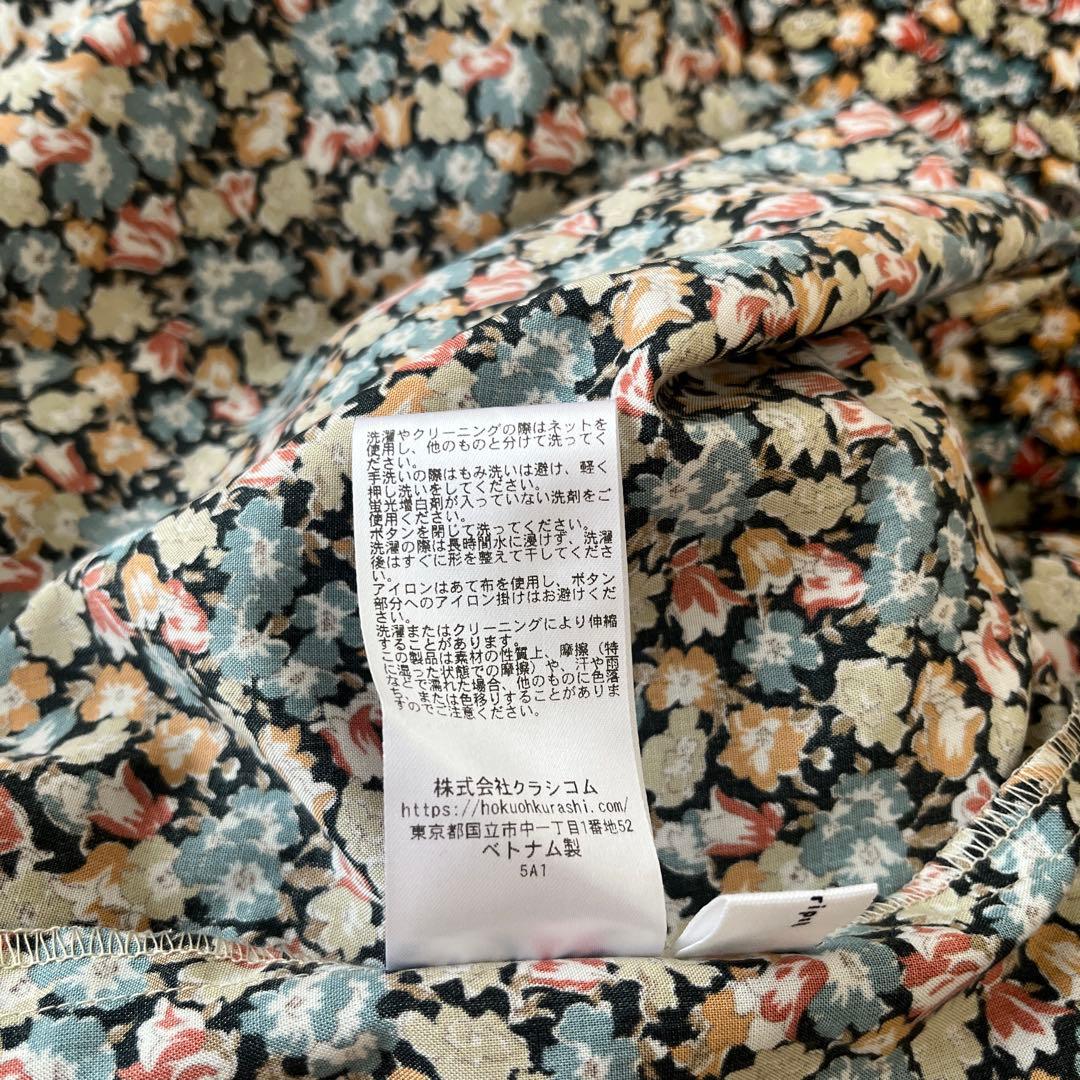 洗濯やクリーニングの際はネットを
使用し、他のものと分けて洗ってく
ださい。
手洗いの際はもみ洗いは避け、軽く
押し洗いをしてください。
蛍光増白剤が入っていない洗剤をご
使用ください。
ボタンを閉じて洗ってください。
洗濯の際は長時間水に浸けず、洗濯
後はすぐに形を整えて干してくださ
い。
アイロンはあて布を使用し、ボタン
部分へのアイロン掛けはお避けくだ
さい。
洗濯またはクリーニングにより伸縮
することがあります。
この製品は素材の性質上、摩擦（特
に湿った状態での摩擦）や、汗や雨
などで濡れた場合、他のものに色落
ち、または色移りすることがありま
すのでご注意ください。
株式会社クラシコム
https://hokuohkurashi.com/
東京都国立市中一丁目1番地52
ベトナム製
5A1